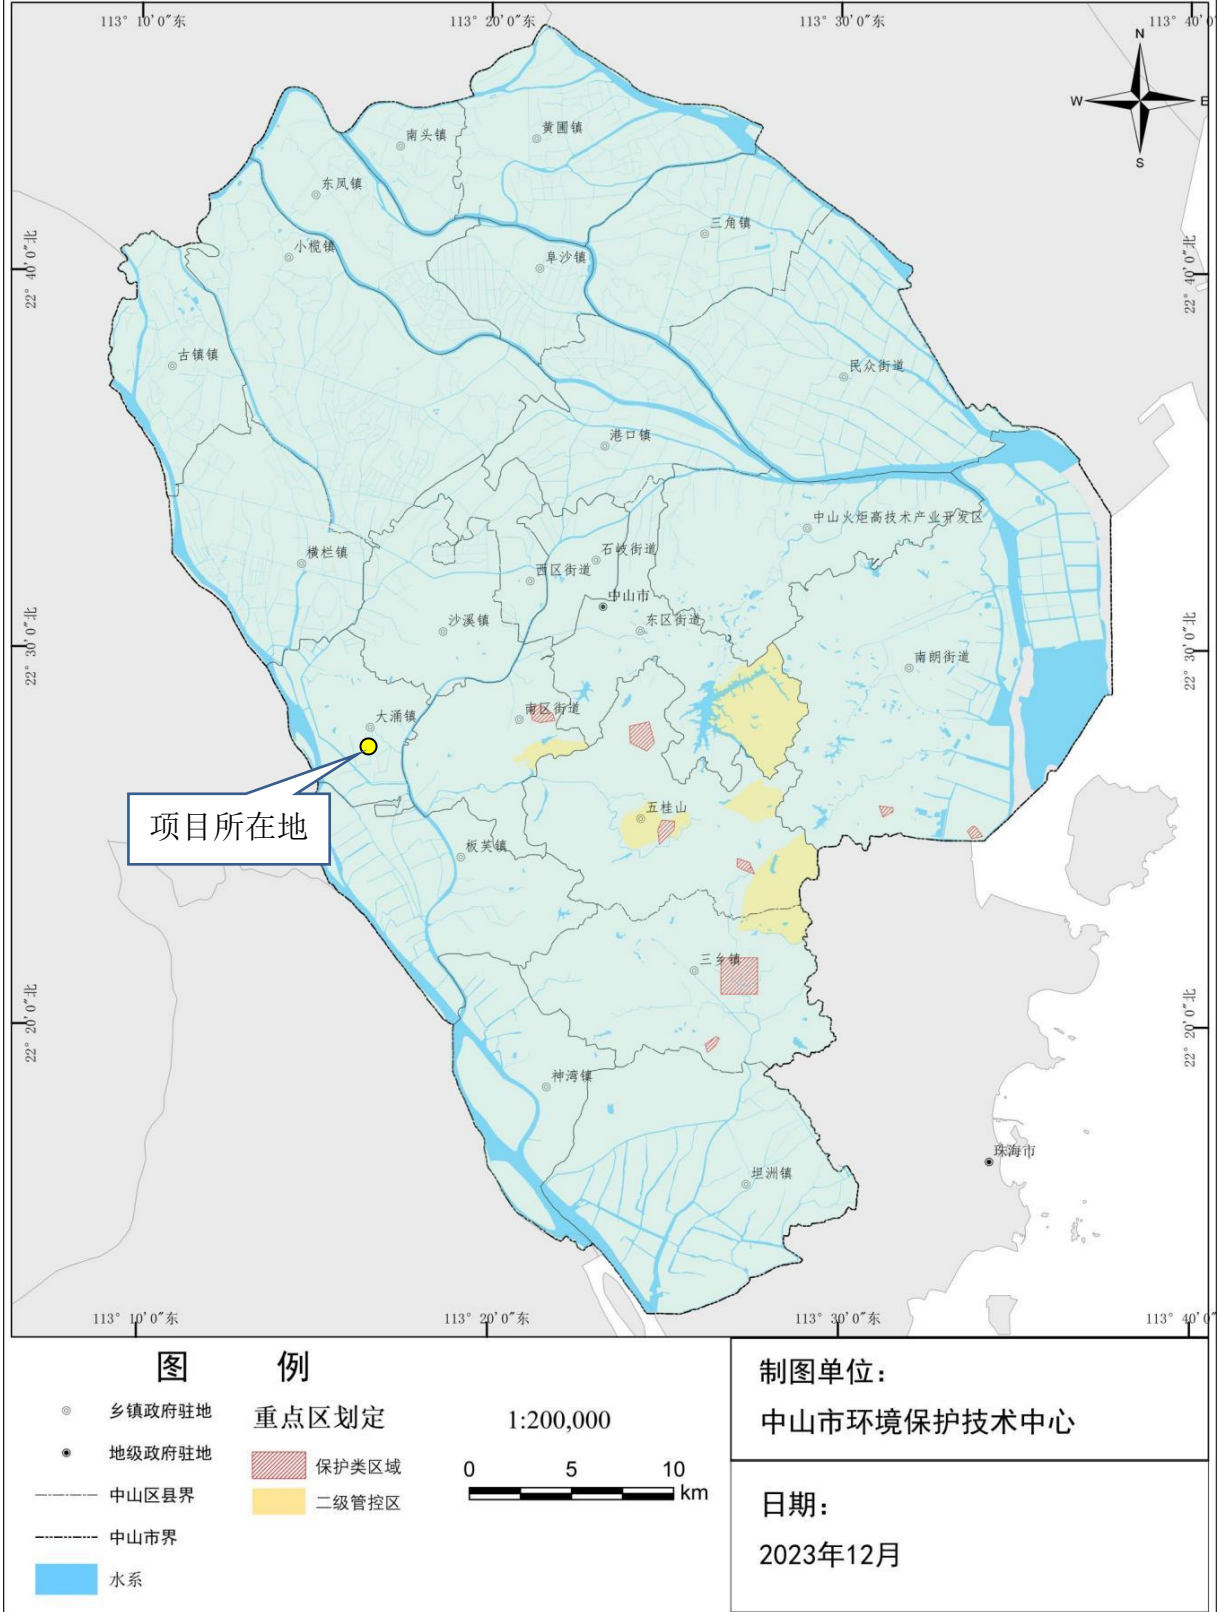 113° 10′0″东
113° 20′0″东
113° 30′0″东
113° 40′0
N
W
E
S
22° 40′0″北
22° 40′0″北
22° 30′0″北
22° 30′0″北
22° 20′0″北
22° 20′0″北
南头镇
黄圃镇
东凤镇
三角镇
小榄镇
阜沙镇
古镇镇
民众街道
港口镇
中山火炬高技术产业开发区
横栏镇
石岐街道
西区街道
中山市
沙溪镇
东区街道
南朗街道
大涌镇
南区街道
项目所在地
五桂山
板芙镇
三乡镇
神湾镇
珠海市
坦洲镇
113° 10′0″东
113° 20′0″东
113° 30′0″东
113° 40′0″
图 例
乡镇政府驻地
地级政府驻地
中山区县界
中山市界
水系
重点区划定
保护类区域
二级管控区
1:200,000
0 5 10
km
制图单位：
中山市环境保护技术中心
日期：
2023年12月